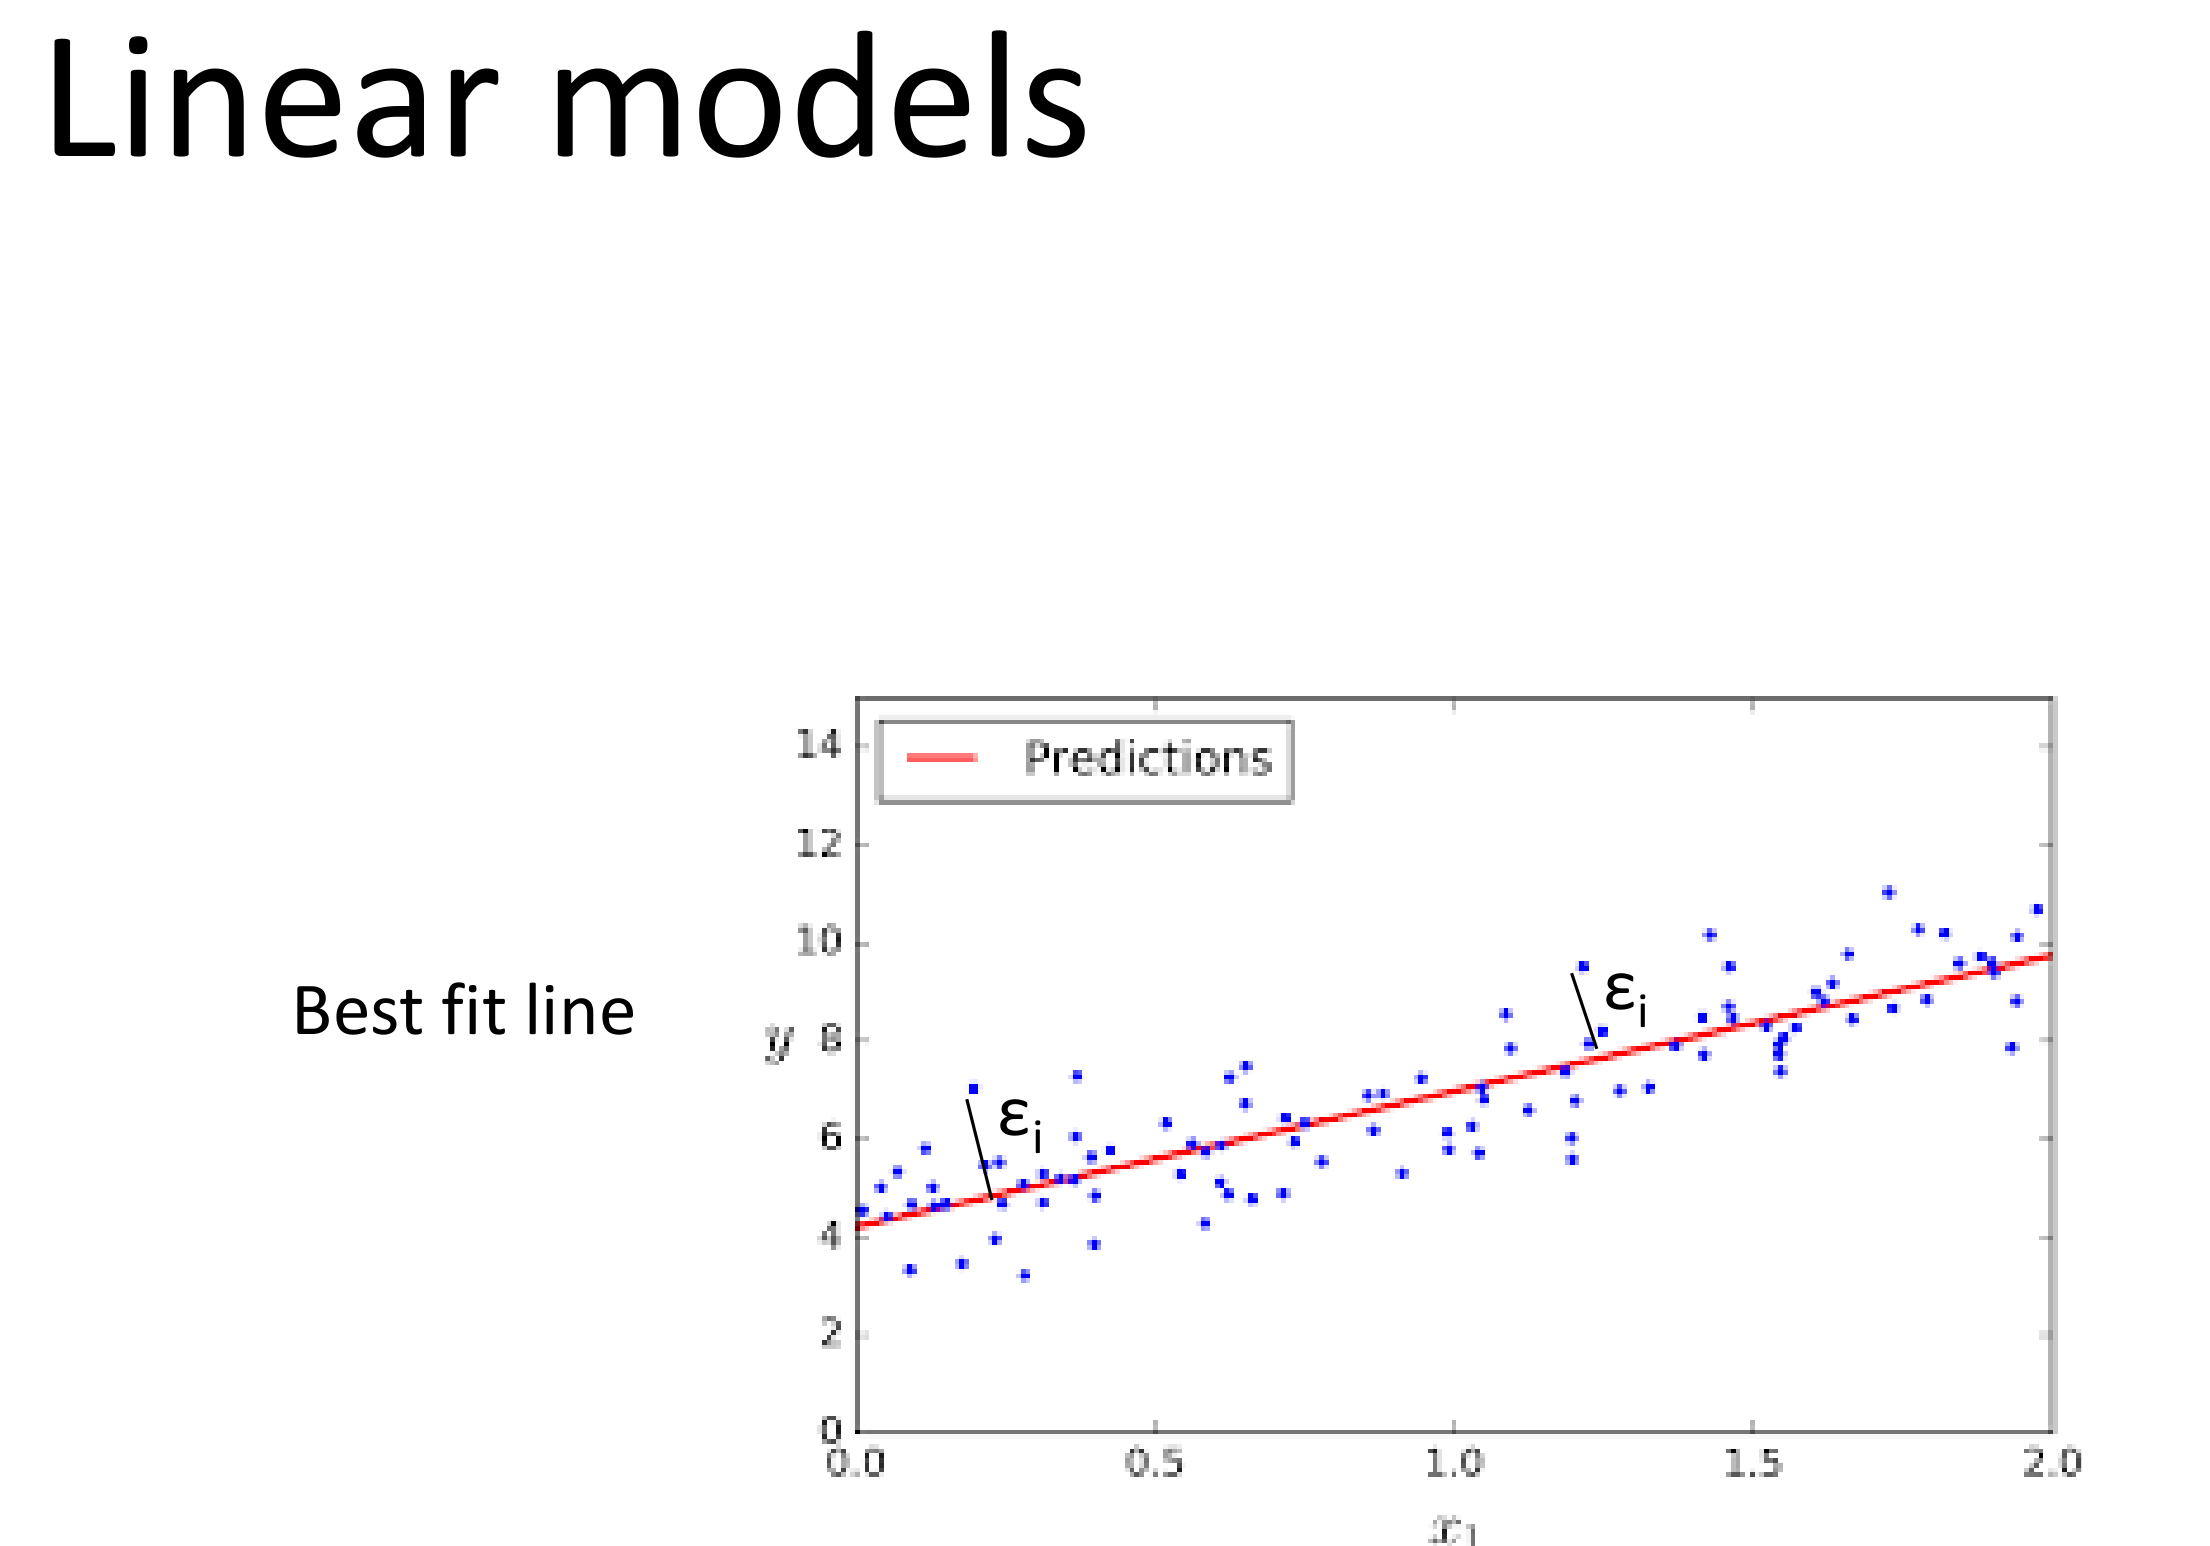 Linear models
Best fit line
Predictions
14
12
10
8
6
4
2
0
y
εi
εi
0.0 0.5 1.0 1.5 2.0
x1